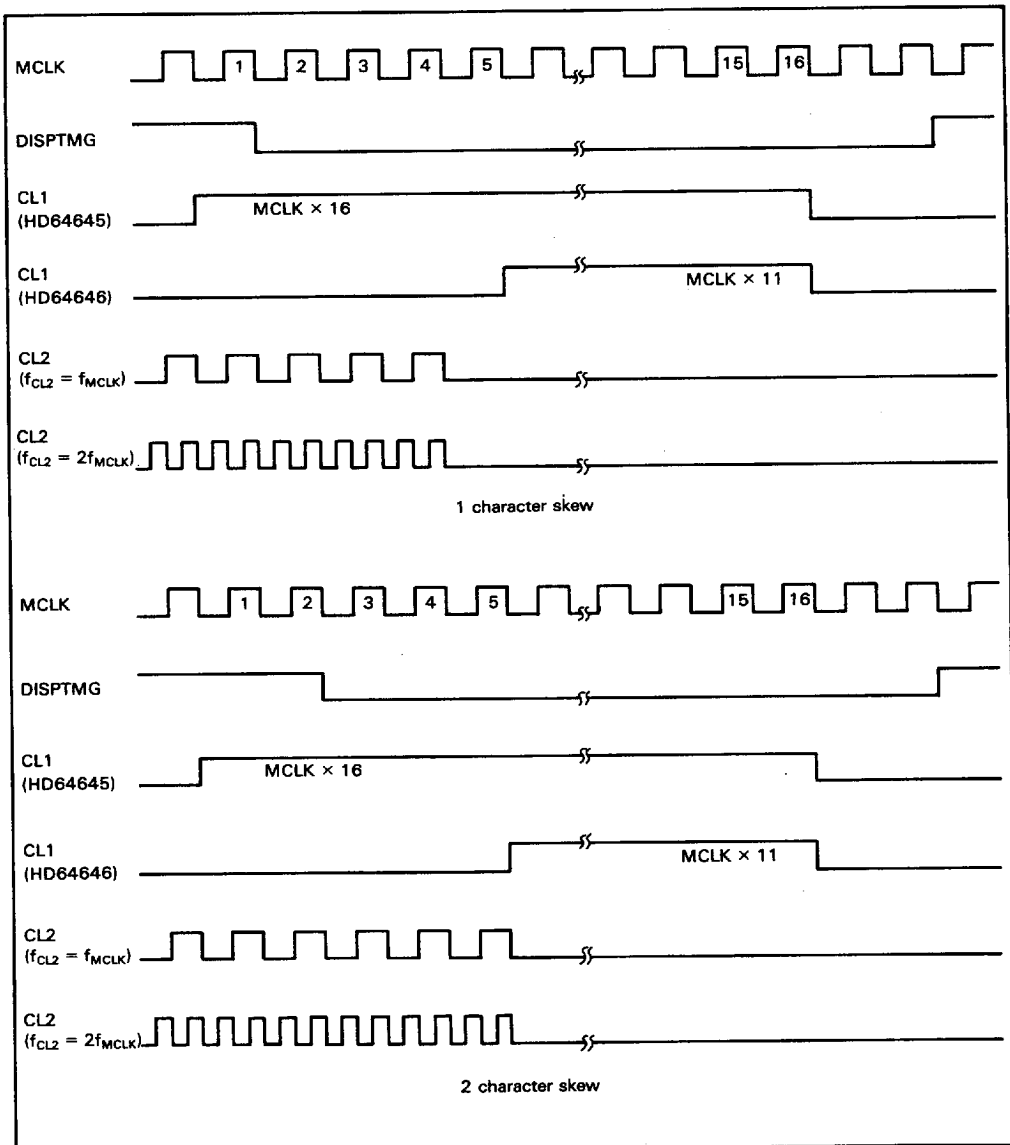 MCLK 1 2 3 4 5 15 16
DISPTMG
CL1
(HD64645)
MCLK × 16
CL1
(HD64646)
MCLK × 11
CL2
(fCL2 = fMCLK)
CL2
(fCL2 = 2fMCLK)
1 character skew
MCLK 1 2 3 4 5 15 16
DISPTMG
CL1
(HD64645)
MCLK × 16
CL1
(HD64646)
MCLK × 11
CL2
(fCL2 = fMCLK)
CL2
(fCL2 = 2fMCLK)
2 character skew